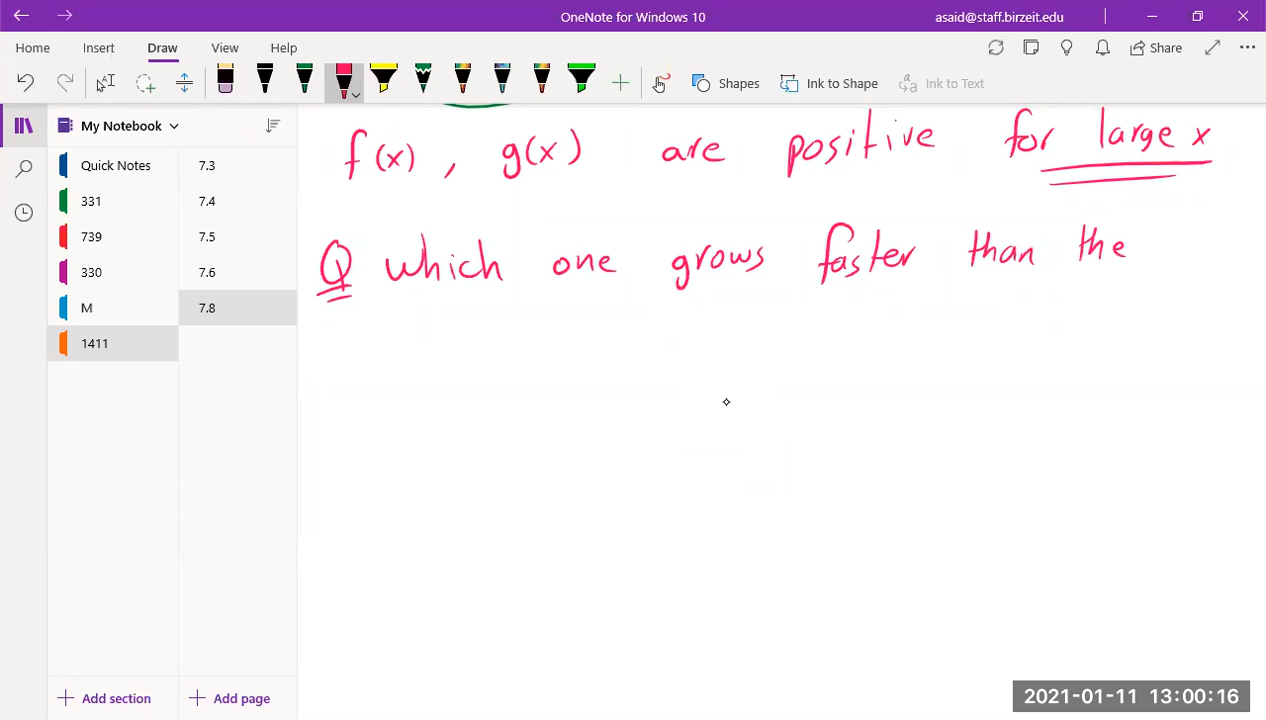 OneNote for Windows 10
asaid@staff.birzeit.edu
Home Insert Draw View Help
Share
Shapes
Ink to Shape
Ink to Text
My Notebook
Quick Notes
331
739
330
M
1411
7.3
7.4
7.5
7.6
7.8
f(x) , g(x) are positive for large x
Q which one grows faster than the
Add section
Add page
2021-01-11 13:00:16